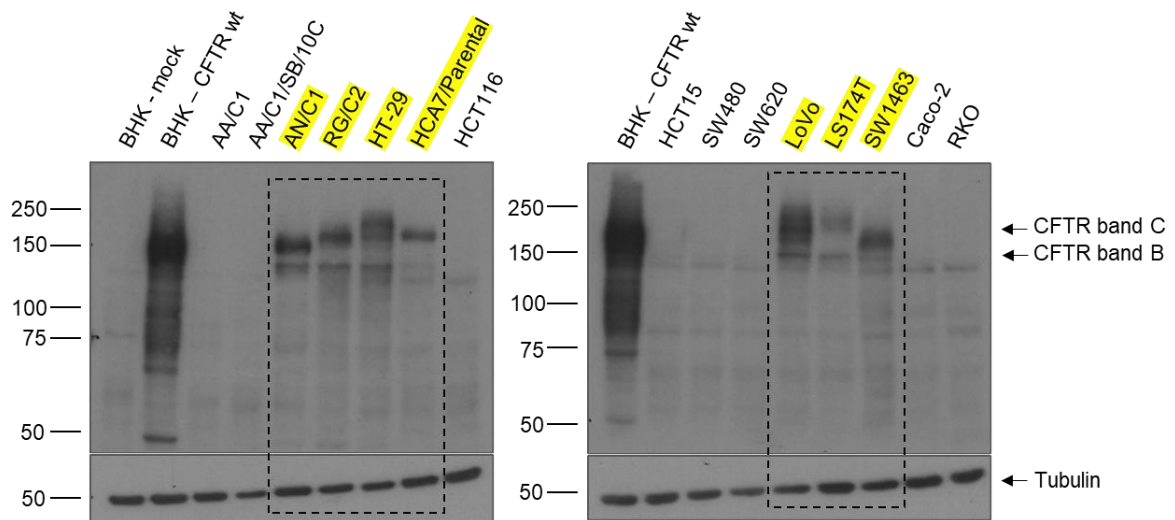 BHK - mock
BHK – CFTR wt
AA/C1
AA/C1/SB/10C
AN/C1
RG/C2
HT-29
HCA7/Parental
HCT116
BHK – CFTR wt
HCT15
SW480
SW620
LoVo
LS174T
SW1463
Caco-2
RKO
250
150
100
75
50
50
250
150
100
75
50
50
CFTR band C
CFTR band B
Tubulin